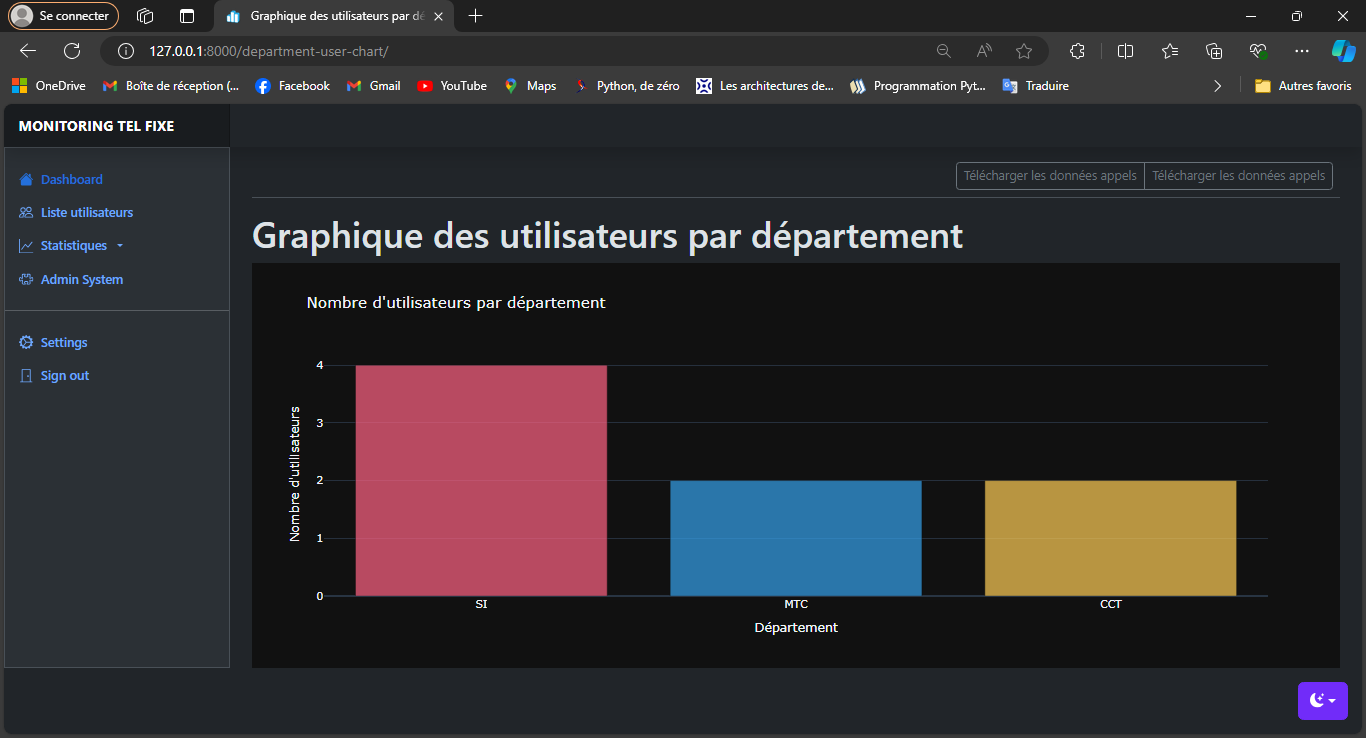 Se connecter
Graphique des utilisateurs par dé
127.0.0.1:8000/department-user-chart/
OneDrive
Boîte de réception (...
Facebook
Gmail
YouTube
Maps
Python, de zéro
Les architectures de...
Programmation Pyt...
Traduire
Autres favoris
MONITORING TEL FIXE
Dashboard
Liste utilisateurs
Statistiques
Admin System
Settings
Sign out
Télécharger les données appels
Télécharger les données appels
Graphique des utilisateurs par département
Nombre d'utilisateurs par département
Nombre d'utilisateurs
4
3
2
1
0
SI
MTC
CCT
Département